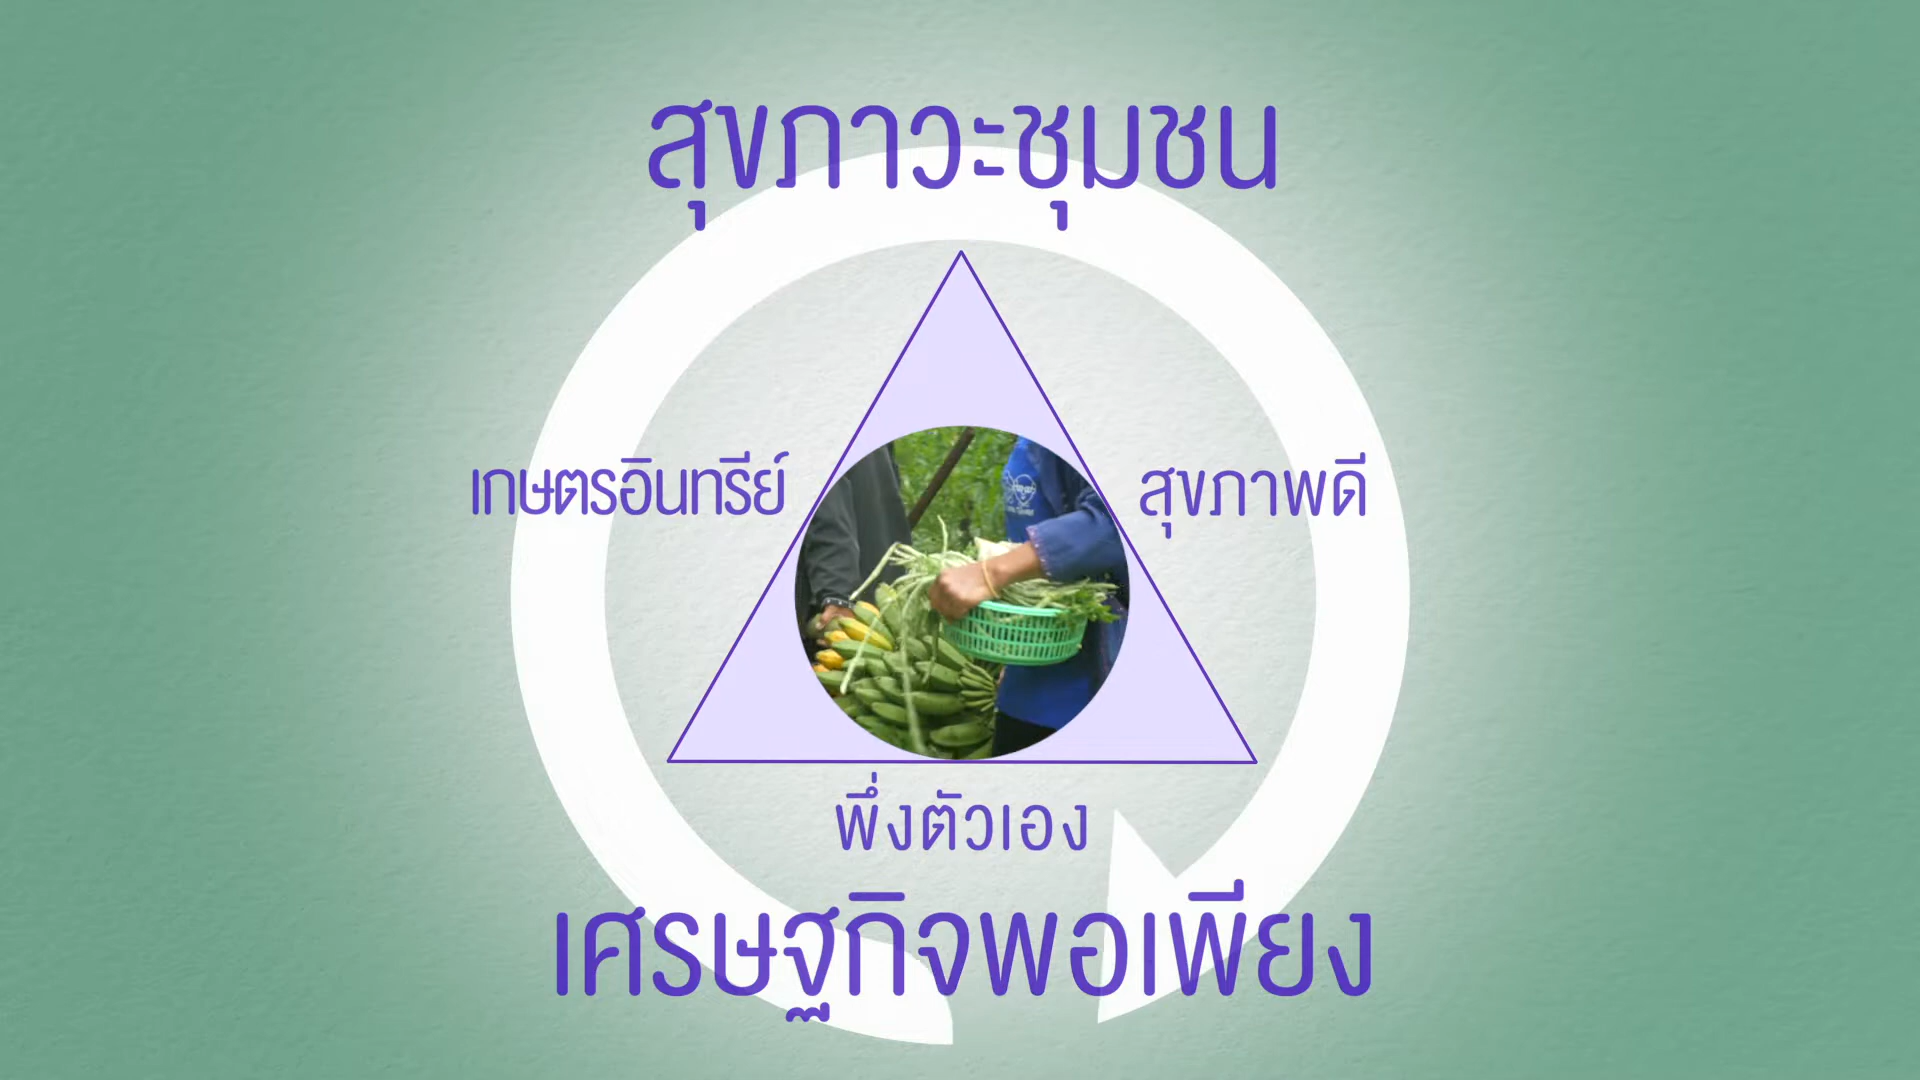 สุขภาวะชุมชน
เกษตรอินทรีย์
สุขภาพดี
พึ่งตัวเอง
เศรษฐกิจพอเพียง